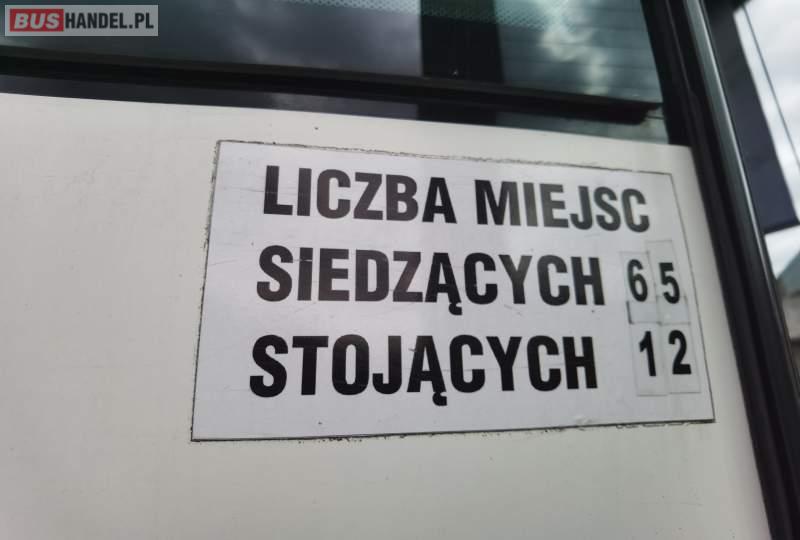 BUSHANDEL.PL
LICZBA MIEJSC
SIEDZĄCYCH 65
STOJĄCYCH 12